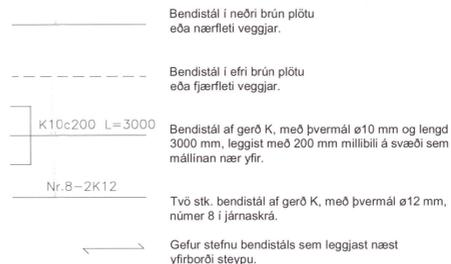 Bendistál í neðri brún plötu
eða nærfleti veggjar.
Bendistál í efri brún plötu
eða fjærfleti veggjar.
K10c200 L=3000
Bendistál af gerð K, með þvermál ø10 mm og lengd
3000 mm, leggist með 200 mm millibili á svæði sem
mállínan nær yfir.
Nr.8-2K12
Tvö stk. bendistál af gerð K, með þvermál ø12 mm,
númer 8 í járnaskrá.
Gefur stefnu bendistáls sem leggjast næst
yfirborði steypu.